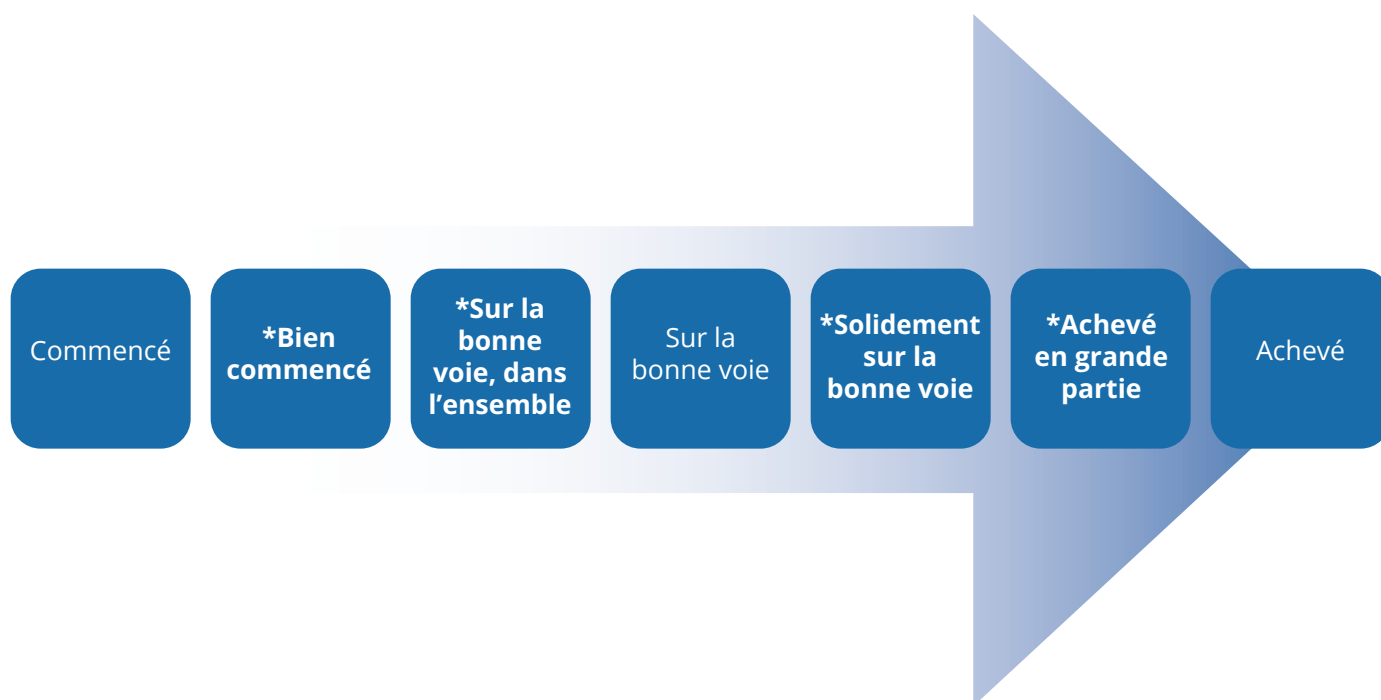 Commencé
*Bien
commencé
*Sur la
bonne
voie, dans
l’ensemble
Sur la
bonne voie
*Solidement
sur la
bonne voie
*Achevé
en grande
partie
Achevé